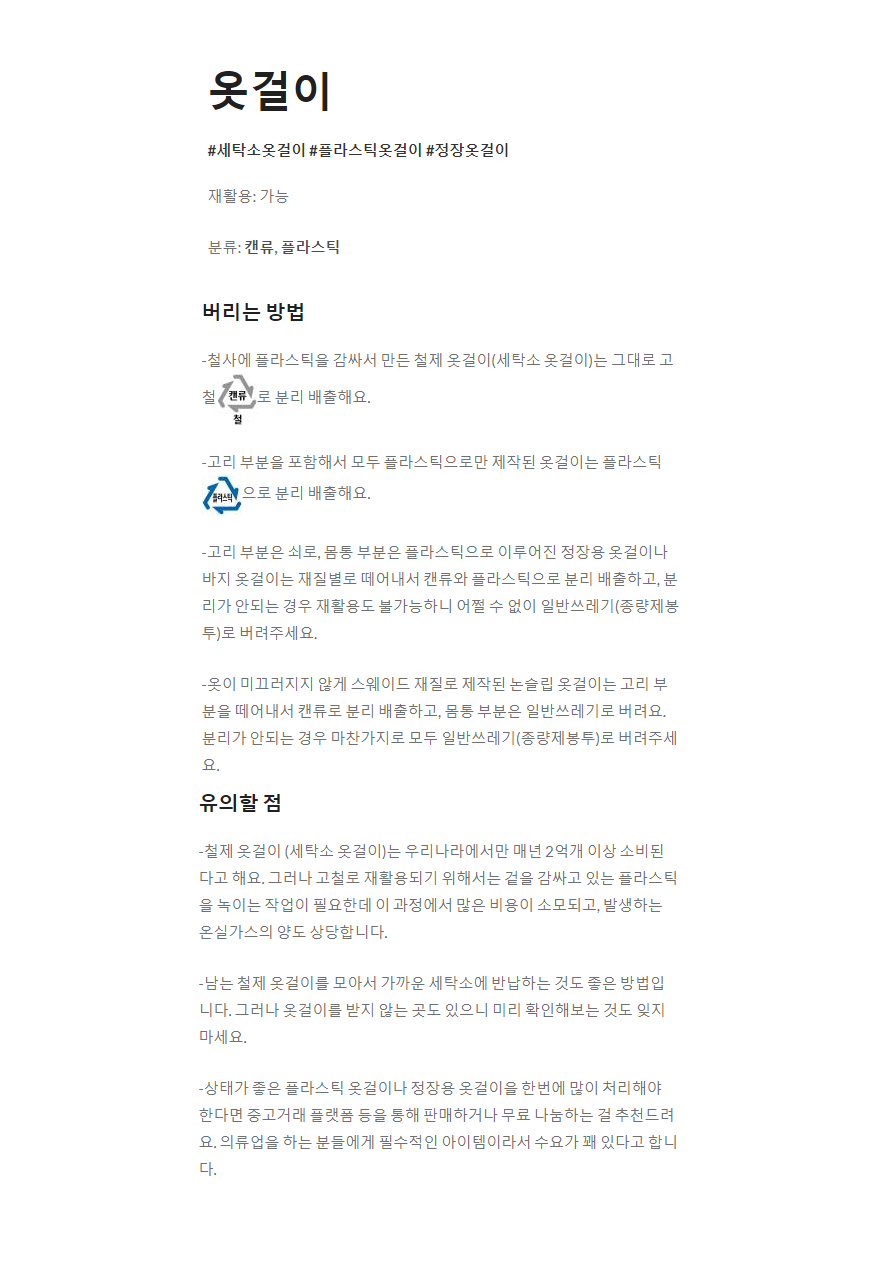 옷걸이
#세탁소옷걸이 #플라스틱옷걸이 #정장옷걸이
재활용: 가능
분류: 캔류, 플라스틱
버리는 방법
-철사에 플라스틱을 감싸서 만든 철제 옷걸이(세탁소 옷걸이)는 그대로 고
철 캔류 로 분리 배출해요.
철
-고리 부분을 포함해서 모두 플라스틱으로만 제작된 옷걸이는 플라스틱
플라스틱 으로 분리 배출해요.
-고리 부분은 쇠로, 몸통 부분은 플라스틱으로 이루어진 정장용 옷걸이나
바지 옷걸이는 재질별로 떼어내서 캔류와 플라스틱으로 분리 배출하고, 분
리가 안되는 경우 재활용도 불가능하니 어쩔 수 없이 일반쓰레기(종량제봉
투)로 버려주세요.
-옷이 미끄러지지 않게 스웨이드 재질로 제작된 논슬립 옷걸이는 고리 부
분을 떼어내서 캔류로 분리 배출하고, 몸통 부분은 일반쓰레기로 버려요.
분리가 안되는 경우 마찬가지로 모두 일반쓰레기(종량제봉투)로 버려주세
요.
유의할 점
-철제 옷걸이 (세탁소 옷걸이)는 우리나라에서만 매년 2억개 이상 소비된
다고 해요. 그러나 고철로 재활용되기 위해서는 겉을 감싸고 있는 플라스틱
을 녹이는 작업이 필요한데 이 과정에서 많은 비용이 소모되고, 발생하는
온실가스의 양도 상당합니다.
-남는 철제 옷걸이를 모아서 가까운 세탁소에 반납하는 것도 좋은 방법입
니다. 그러나 옷걸이를 받지 않는 곳도 있으니 미리 확인해보는 것도 잊지
마세요.
-상태가 좋은 플라스틱 옷걸이나 정장용 옷걸이을 한번에 많이 처리해야
한다면 중고거래 플랫폼 등을 통해 판매하거나 무료 나눔하는 걸 추천드려
요. 의류업을 하는 분들에게 필수적인 아이템이라서 수요가 꽤 있다고 합니
다.